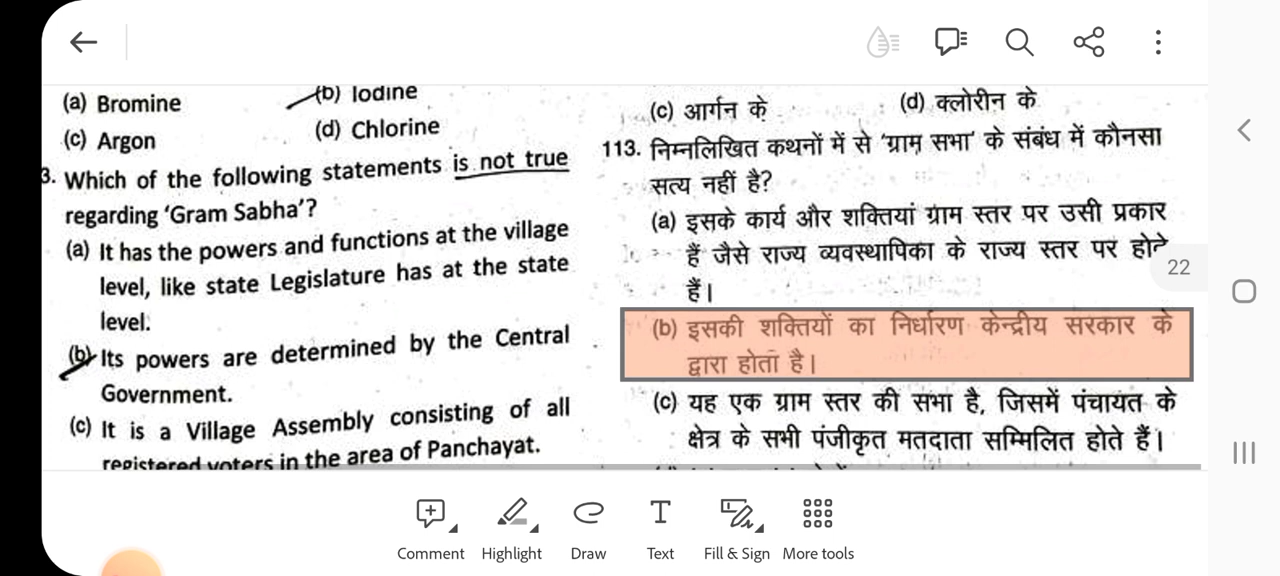 (a) Bromine
(b) Iodine
(c) Argon
(d) Chlorine
3. Which of the following statements is not true
regarding ‘Gram Sabha’?
(a) It has the powers and functions at the village
level, like state Legislature has at the state
level.
(b) Its powers are determined by the Central
Government.
(c) It is a Village Assembly consisting of all
registered voters in the area of Panchayat.
(c) आर्गन के
(d) क्लोरीन के
113. निम्नलिखित कथनों में से ‘ग्राम सभा’ के संबंध में कौनसा
सत्य नहीं है?
(a) इसके कार्य और शक्तियां ग्राम स्तर पर उसी प्रकार
हैं जैसे राज्य व्यवस्थापिका के राज्य स्तर पर होते
हैं।
(b) इसकी शक्तियों का निर्धारण केन्द्रीय सरकार के
द्वारा होता है।
(c) यह एक ग्राम स्तर की सभा है, जिसमें पंचायत के
क्षेत्र के सभी पंजीकृत मतदाता सम्मिलित होते हैं।
22
Comment
Highlight
Draw
Text
Fill & Sign
More tools